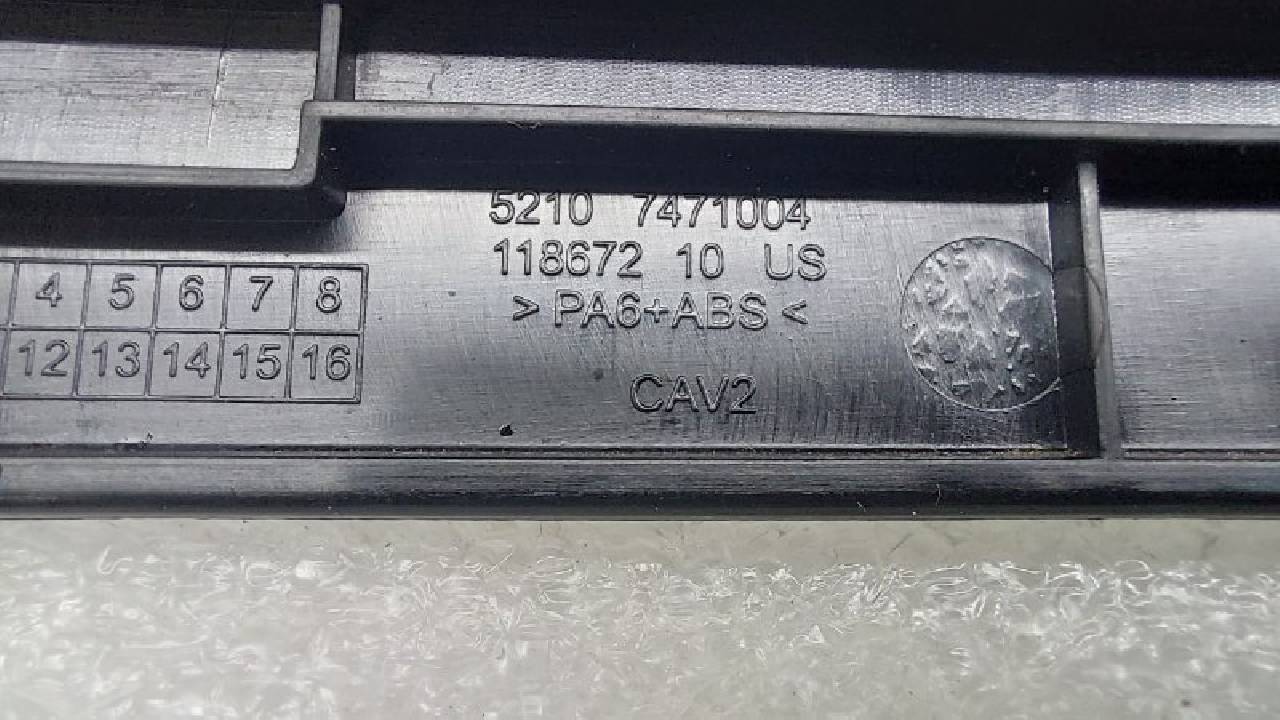 5210 7471004
118672 10 US
> PA6+ABS <
CAV2
4 5 6 7 8
12 13 14 15 16